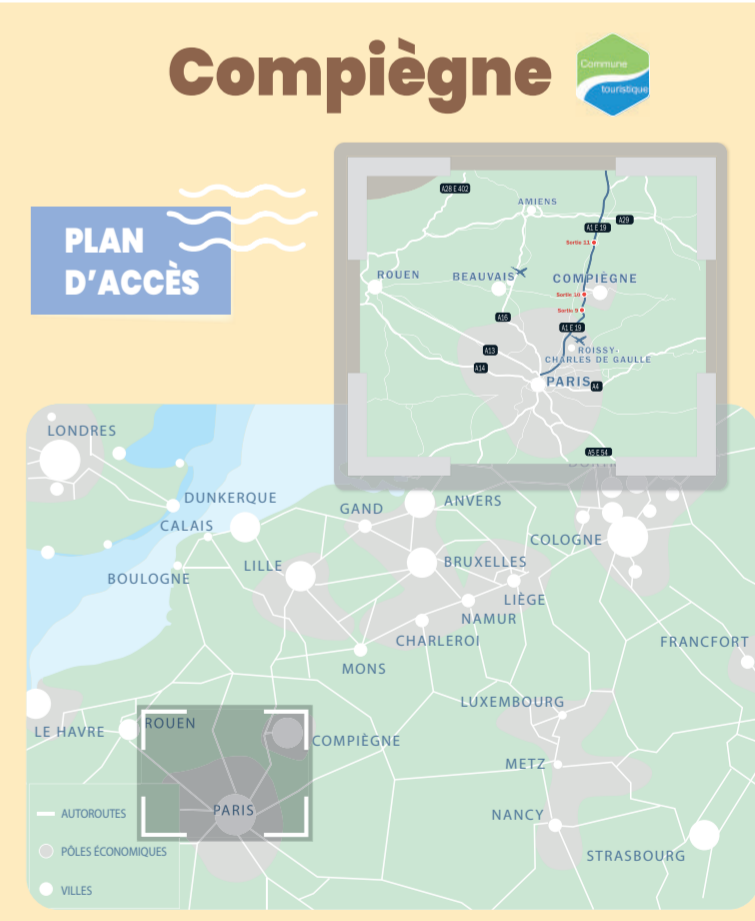 Compiègne
Commune
touristique
PLAN
D'ACCÈS
A28 E 402
AMIENS
A29
A1 E 19
Sortie 11
ROUEN
BEAUVAIS
COMPIÈGNE
Sortie 10
Sortie 9
A16
A1 E 19
A13
ROISSY-
CHARLES DE GAULLE
A14
PARIS
A4
A5 E 54
LONDRES
DUNKERQUE
ANVERS
GAND
CALAIS
COLOGNE
LILLE
BRUXELLES
BOULOGNE
LIÈGE
NAMUR
CHARLEROI
FRANCFORT
MONS
LUXEMBOURG
ROUEN
LE HAVRE
COMPIÈGNE
METZ
PARIS
NANCY
STRASBOURG
AUTOROUTES
PÔLES ÉCONOMIQUES
VILLES